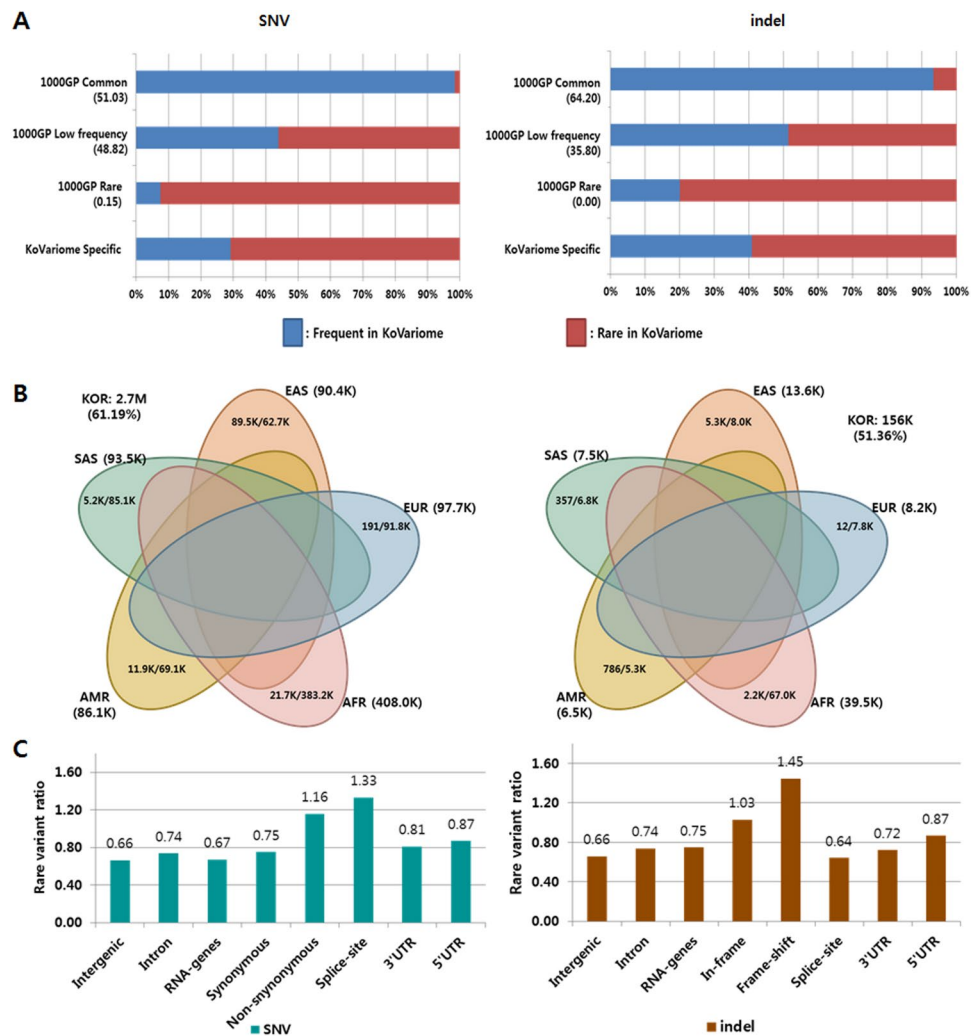 A
SNV
indel
1000GP Common
(51.03)
1000GP Low frequency
(48.82)
1000GP Rare
(0.15)
KoVariome Specific
0% 10% 20% 30% 40% 50% 60% 70% 80% 90% 100%
1000GP Common
(64.20)
1000GP Low frequency
(35.80)
1000GP Rare
(0.00)
KoVariome Specific
0% 10% 20% 30% 40% 50% 60% 70% 80% 90% 100%
: Frequent in KoVariome
: Rare in KoVariome
B
KOR: 2.7M
(61.19%)
EAS (90.4K)
89.5K/62.7K
SAS (93.5K)
5.2K/85.1K
EUR (97.7K)
191/91.8K
11.9K/69.1K
AMR
(86.1K)
21.7K/383.2K
AFR (408.0K)
EAS (13.6K)
KOR: 156K
(51.36%)
5.3K/8.0K
SAS (7.5K)
357/6.8K
EUR (8.2K)
12/7.8K
786/5.3K
AMR
(6.5K)
2.2K/67.0K
AFR (39.5K)
C
Rare variant ratio
1.60
1.20
0.80
0.40
0.00
0.66
0.74
0.67
0.75
1.16
1.33
0.81
0.87
Intergenic
Intron
RNA-genes
Synonymous
Non-snynonymous
Splice-site
3'UTR
5'UTR
SNV
Rare variant ratio
1.60
1.20
0.80
0.40
0.00
0.66
0.74
0.75
1.03
1.45
0.64
0.72
0.87
Intergenic
Intron
RNA-genes
In-frame
Frame-shift
Splice-site
3'UTR
5'UTR
indel